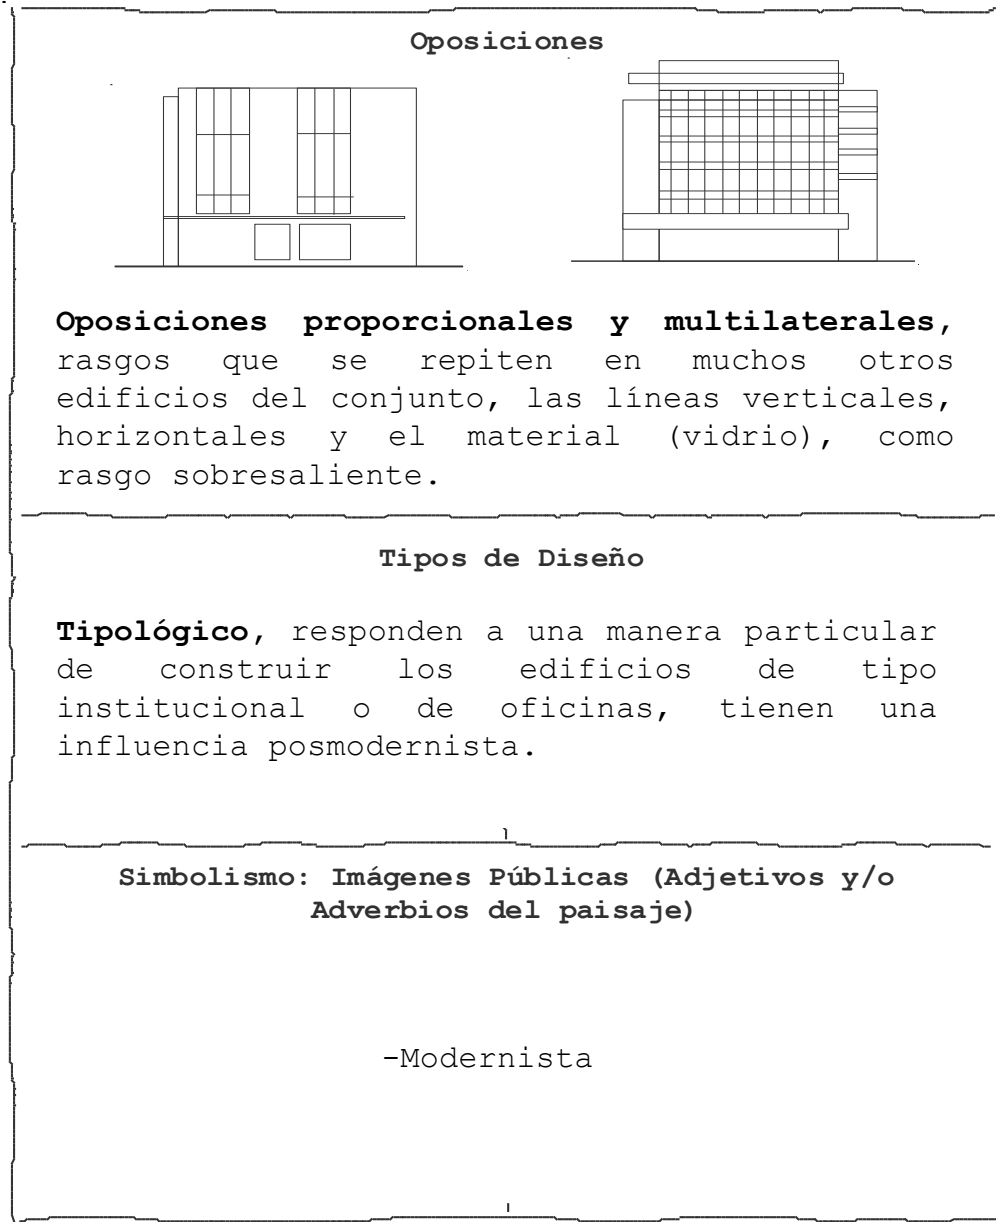 Oposiciones
Oposiciones proporcionales y multilaterales,
rasgos que se repiten en muchos otros
edificios del conjunto, las líneas verticales,
horizontales y el material (vidrio), como
rasgo sobresaliente.
Tipos de Diseño
Tipológico, responden a una manera particular
de construir los edificios de tipo
institucional o de oficinas, tienen una
influencia posmodernista.
Simbolismo: Imágenes Públicas (Adjetivos y/o
Adverbios del paisaje)
-Modernista